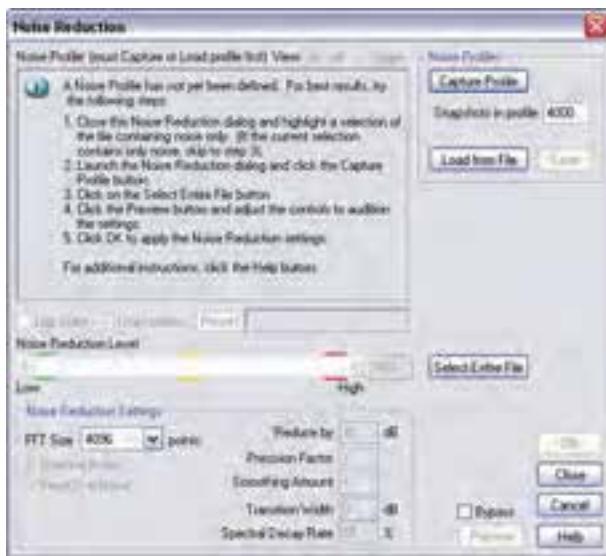 Noise Reduction
Noise Profile (must Capture or Load profile first) View:
Noise Profiles
A Noise Profile has not yet been defined. For best results, try
the following steps:
1. Close this Noise Reduction dialog and highlight a selection of
the file containing noise only. (If the current selection
contains only noise, skip to step 3).
2. Launch the Noise Reduction dialog and click the Capture
Profile button.
3. Click on the Select Entire File button
4. Click the Preview button and adjust the controls to audition
the settings.
5. Click OK to apply the Noise Reduction settings.
For additional instructions, click the Help button.
Capture Profile
Snapshots in profile 4000
Load from File Save
Log Scale Live Update Reset
Noise Reduction Level
Low High
Select Entire File
Noise Reduction Settings
FFT Size 4096 points
Reduce by dB
Precision Factor
Smoothing Amount
Transition Width dB
Spectral Decay Rate %
OK
Close
Cancel
Bypass
Preview
Help